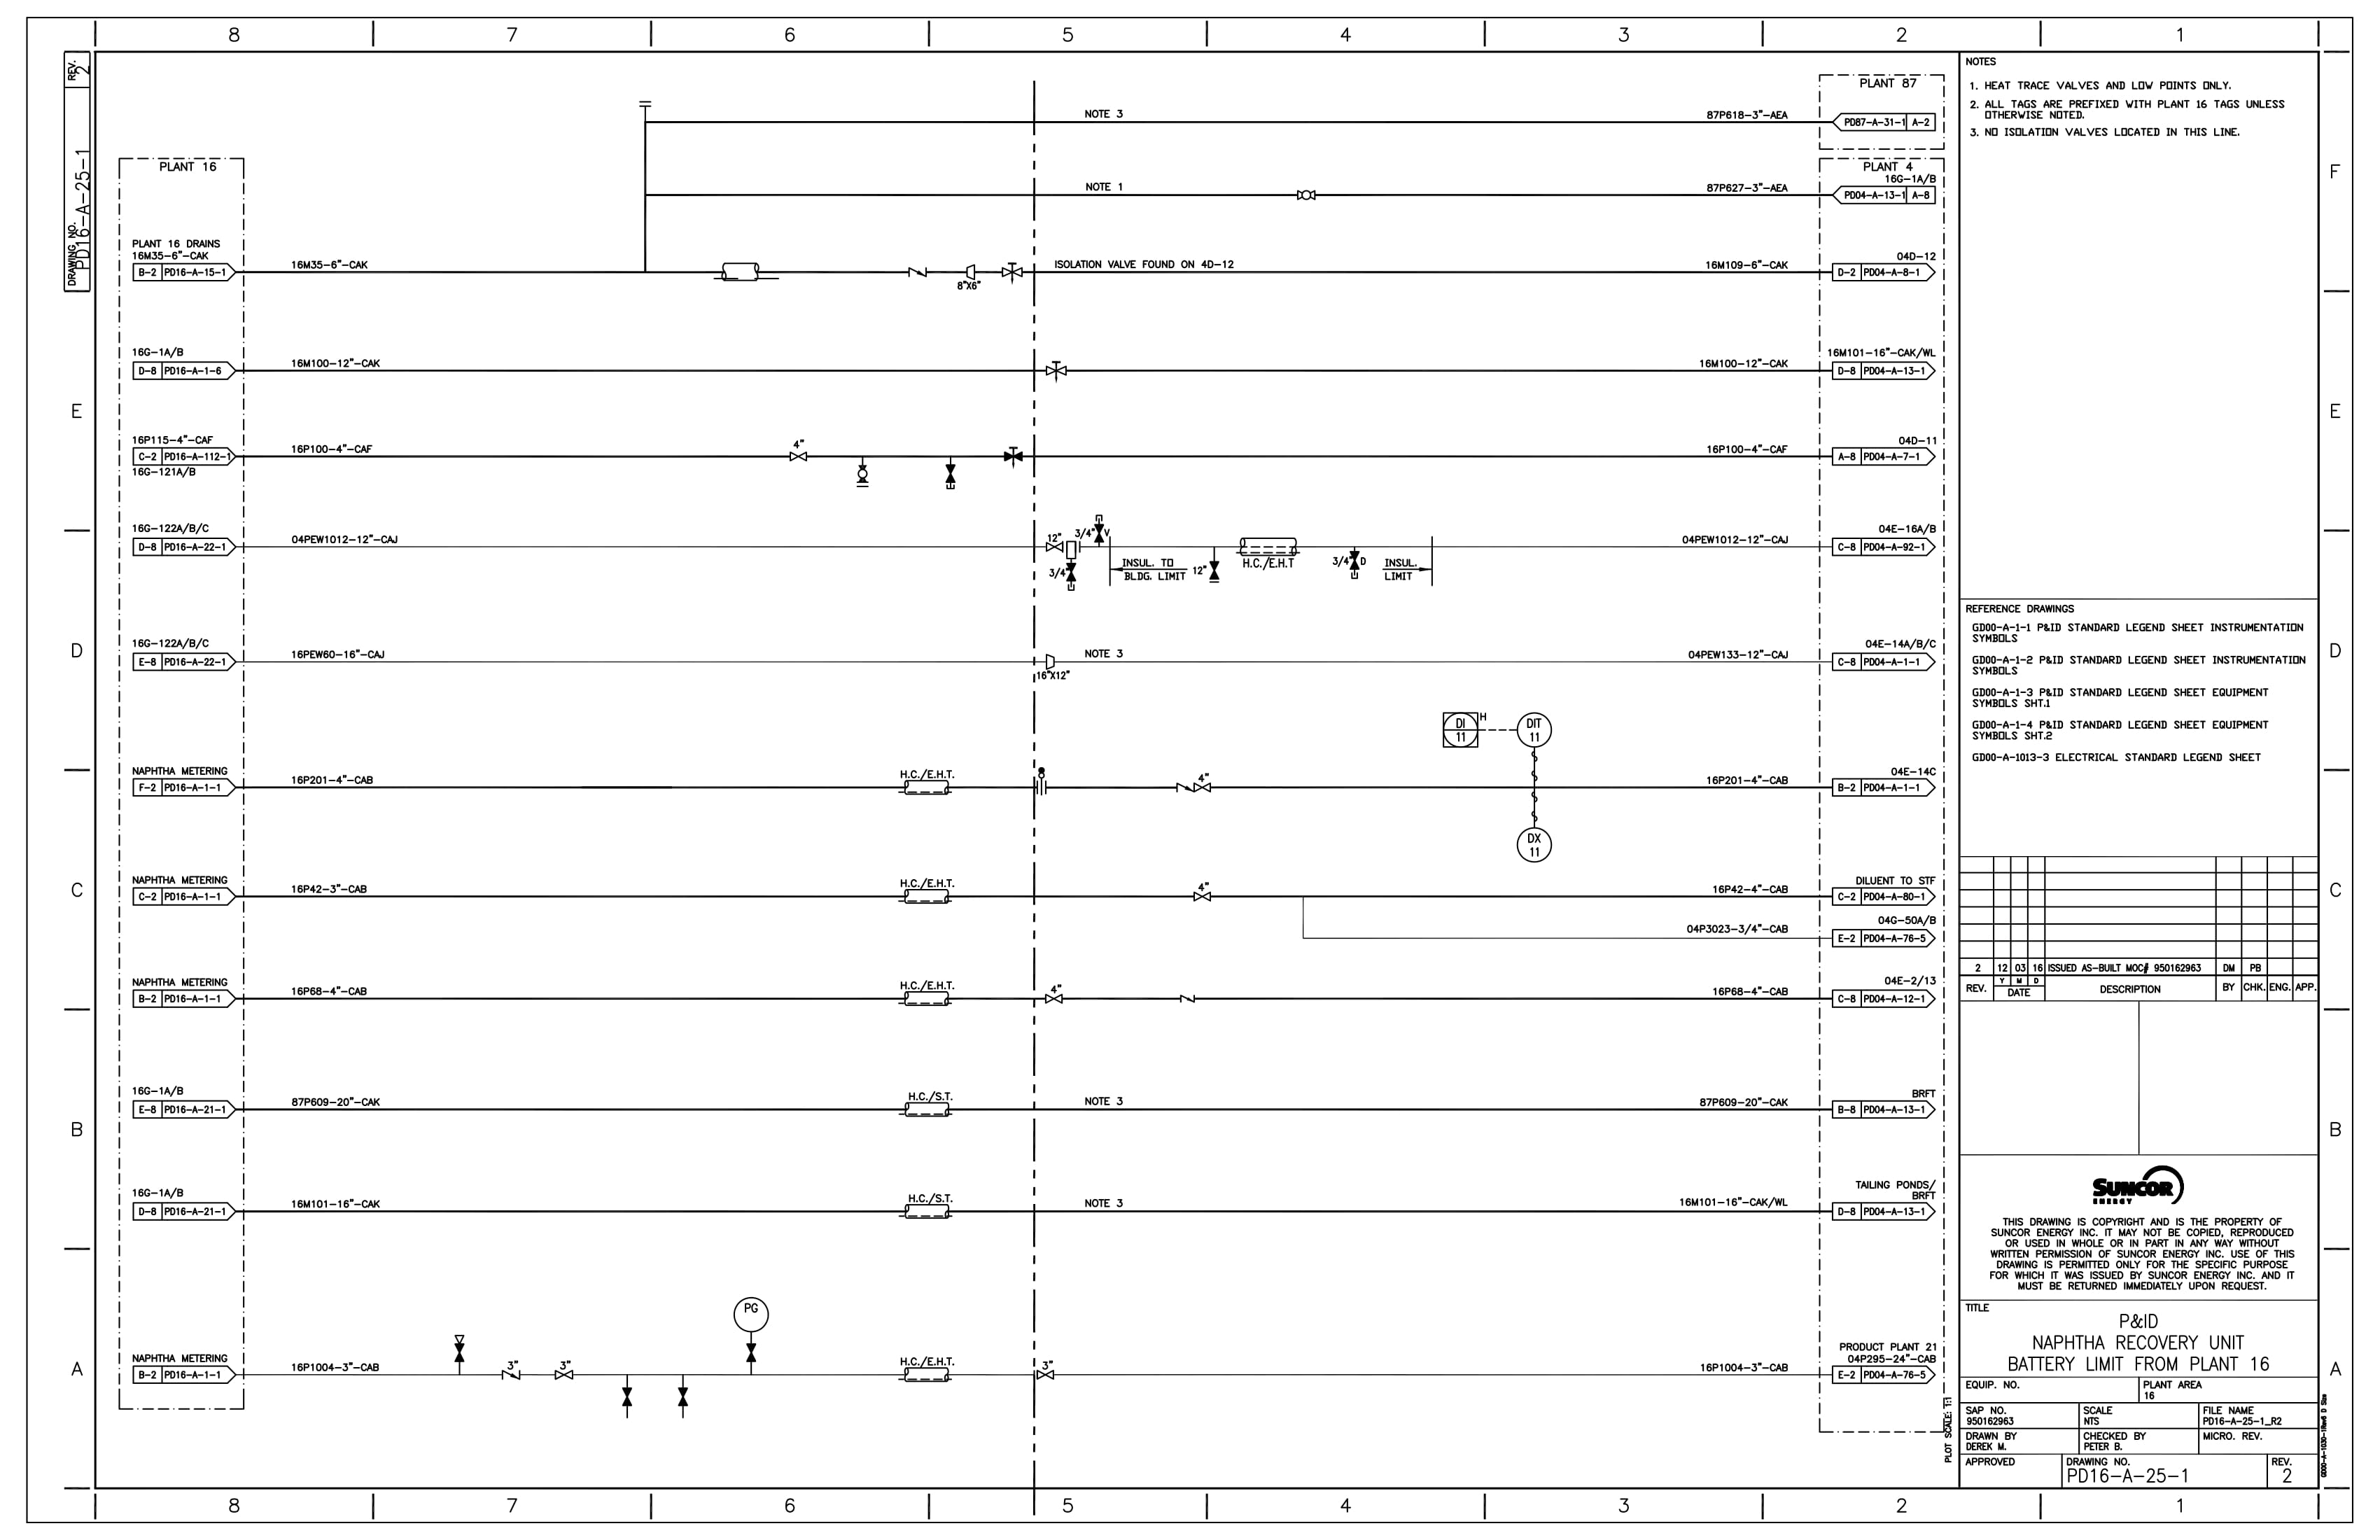 8 7 6 5 4 3 2 1
REV.
2
DRAWING NO.
PD16-A-25-1
F
E
D
C
B
A
PLANT 87
NOTE 3
87P618-3"-AEA
PD87-A-31-1 A-2
PLANT 16
PLANT 4
16G-1A/B
NOTE 1
87P627-3"-AEA
PD04-A-13-1 A-8
PLANT 16 DRAINS
16M35-6"-CAK
B-2 PD16-A-15-1
16M35-6"-CAK
8"X6"
ISOLATION VALVE FOUND ON 4D-12
16M109-6"-CAK
04D-12
D-2 PD04-A-8-1
16G-1A/B
D-8 PD16-A-1-6
16M100-12"-CAK
16M100-12"-CAK
16M101-16"-CAK/WL
D-8 PD04-A-13-1
16P115-4"-CAF
C-2 PD16-A-112-1
16G-121A/B
16P100-4"-CAF
4"
16P100-4"-CAF
04D-11
A-8 PD04-A-7-1
16G-122A/B/C
D-8 PD16-A-22-1
04PEW1012-12"-CAJ
12"
3/4"
V
3/4"
INSUL. TO
BLDG. LIMIT
12"
H.C./E.H.T
3/4"
D
INSUL.
LIMIT
04PEW1012-12"-CAJ
04E-16A/B
C-8 PD04-A-92-1
16G-122A/B/C
E-8 PD16-A-22-1
16PEW60-16"-CAJ
16"X12"
NOTE 3
04PEW133-12"-CAJ
04E-14A/B/C
C-8 PD04-A-1-1
DI
11
H
DIT
11
NAPHTHA METERING
F-2 PD16-A-1-1
16P201-4"-CAB
H.C./E.H.T.
4"
16P201-4"-CAB
04E-14C
B-2 PD04-A-1-1
DX
11
NAPHTHA METERING
C-2 PD16-A-1-1
16P42-3"-CAB
H.C./E.H.T.
4"
16P42-4"-CAB
DILUENT TO STF
C-2 PD04-A-80-1
04P3023-3/4"-CAB
04G-50A/B
E-2 PD04-A-76-5
NAPHTHA METERING
B-2 PD16-A-1-1
16P68-4"-CAB
H.C./E.H.T.
4"
16P68-4"-CAB
04E-2/13
C-8 PD04-A-12-1
16G-1A/B
E-8 PD16-A-21-1
87P609-20"-CAK
H.C./S.T.
NOTE 3
87P609-20"-CAK
BRFT
B-8 PD04-A-13-1
16G-1A/B
D-8 PD16-A-21-1
16M101-16"-CAK
H.C./S.T.
NOTE 3
16M101-16"-CAK/WL
TAILING PONDS/
BRFT
D-8 PD04-A-13-1
PG
NAPHTHA METERING
B-2 PD16-A-1-1
16P1004-3"-CAB
3"
3"
H.C./E.H.T.
3"
16P1004-3"-CAB
PRODUCT PLANT 21
04P295-24"-CAB
E-2 PD04-A-76-5
PLOT SCALE: 1:1
NOTES
1. HEAT TRACE VALVES AND LOW POINTS ONLY.
2. ALL TAGS ARE PREFIXED WITH PLANT 16 TAGS UNLESS
OTHERWISE NOTED.
3. NO ISOLATION VALVES LOCATED IN THIS LINE.
REFERENCE DRAWINGS
GD00-A-1-1 P&ID STANDARD LEGEND SHEET INSTRUMENTATION
SYMBOLS
GD00-A-1-2 P&ID STANDARD LEGEND SHEET INSTRUMENTATION
SYMBOLS
GD00-A-1-3 P&ID STANDARD LEGEND SHEET EQUIPMENT
SYMBOLS SHT.1
GD00-A-1-4 P&ID STANDARD LEGEND SHEET EQUIPMENT
SYMBOLS SHT.2
GD00-A-1013-3 ELECTRICAL STANDARD LEGEND SHEET
2 12 03 16 ISSUED AS-BUILT MOC# 950162963 DM PB
REV. Y M D DATE DESCRIPTION BY CHK. ENG. APP.
SUNCOR
ENERGY
THIS DRAWING IS COPYRIGHT AND IS THE PROPERTY OF
SUNCOR ENERGY INC. IT MAY NOT BE COPIED, REPRODUCED
OR USED IN WHOLE OR IN PART IN ANY WAY WITHOUT
WRITTEN PERMISSION OF SUNCOR ENERGY INC. USE OF THIS
DRAWING IS PERMITTED ONLY FOR THE SPECIFIC PURPOSE
FOR WHICH IT WAS ISSUED BY SUNCOR ENERGY INC. AND IT
MUST BE RETURNED IMMEDIATELY UPON REQUEST.
TITLE
P&ID
NAPHTHA RECOVERY UNIT
BATTERY LIMIT FROM PLANT 16
EQUIP. NO.
PLANT AREA
16
SAP NO.
950162963
SCALE
NTS
FILE NAME
PD16-A-25-1_R2
DRAWN BY
DEREK M.
CHECKED BY
PETER B.
MICRO. REV.
APPROVED
DRAWING NO.
PD16-A-25-1
REV.
2
F
E
D
C
B
A
8 7 6 5 4 3 2 1